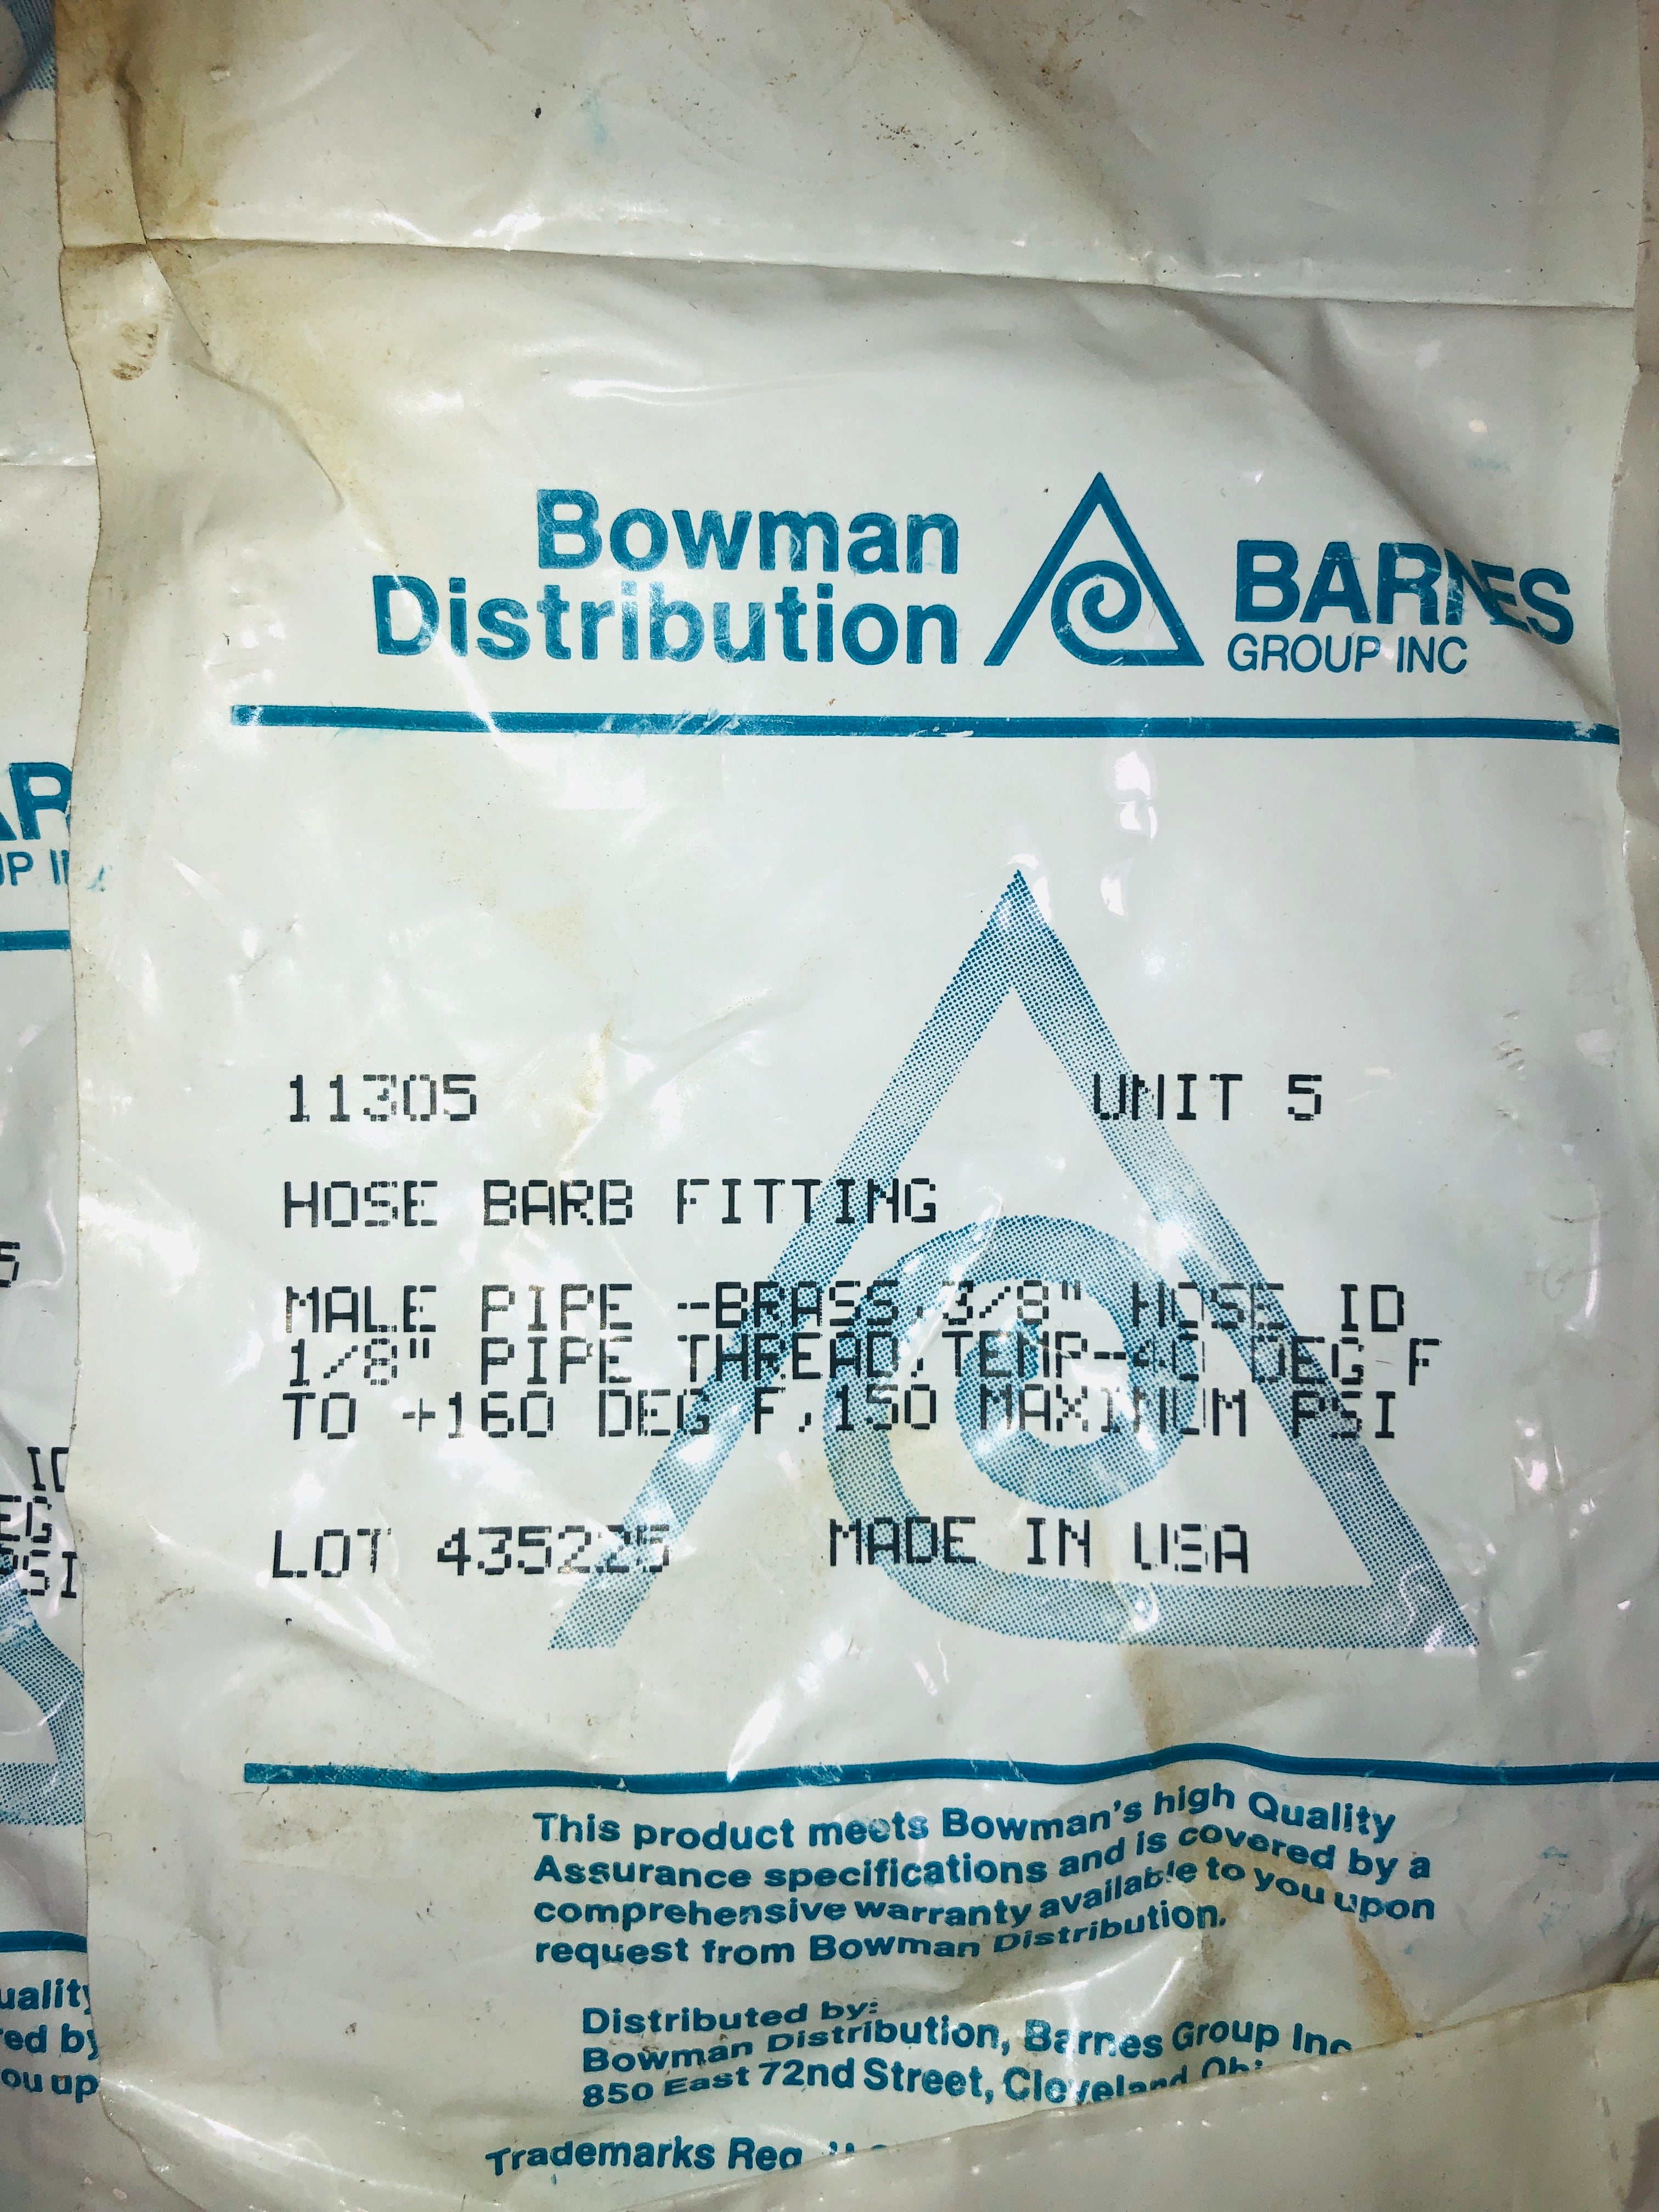 Bowman
Distribution
BARNES
GROUP INC
11305 UNIT 5
HOSE BARB FITTING
MALE PIPE -BRASS,3/8" HOSE ID
1/8" PIPE THREAD,TEMP-40 DEG F
TO +160 DEG F,150 MAXIMUM PSI
LOT 435225 MADE IN USA
This product meets Bowman's high Quality
Assurance specifications and is covered by a
comprehensive warranty available to you upon
request from Bowman Distribution.
Distributed by:
Bowman Distribution, Barnes Group Inc
850 East 72nd Street, Cleveland
Trademarks Reg